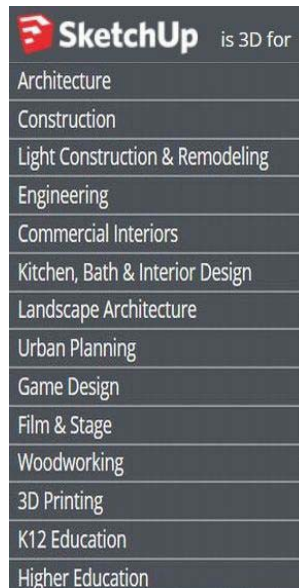 SketchUp is 3D for
Architecture
Construction
Light Construction & Remodeling
Engineering
Commercial Interiors
Kitchen, Bath & Interior Design
Landscape Architecture
Urban Planning
Game Design
Film & Stage
Woodworking
3D Printing
K12 Education
Higher Education